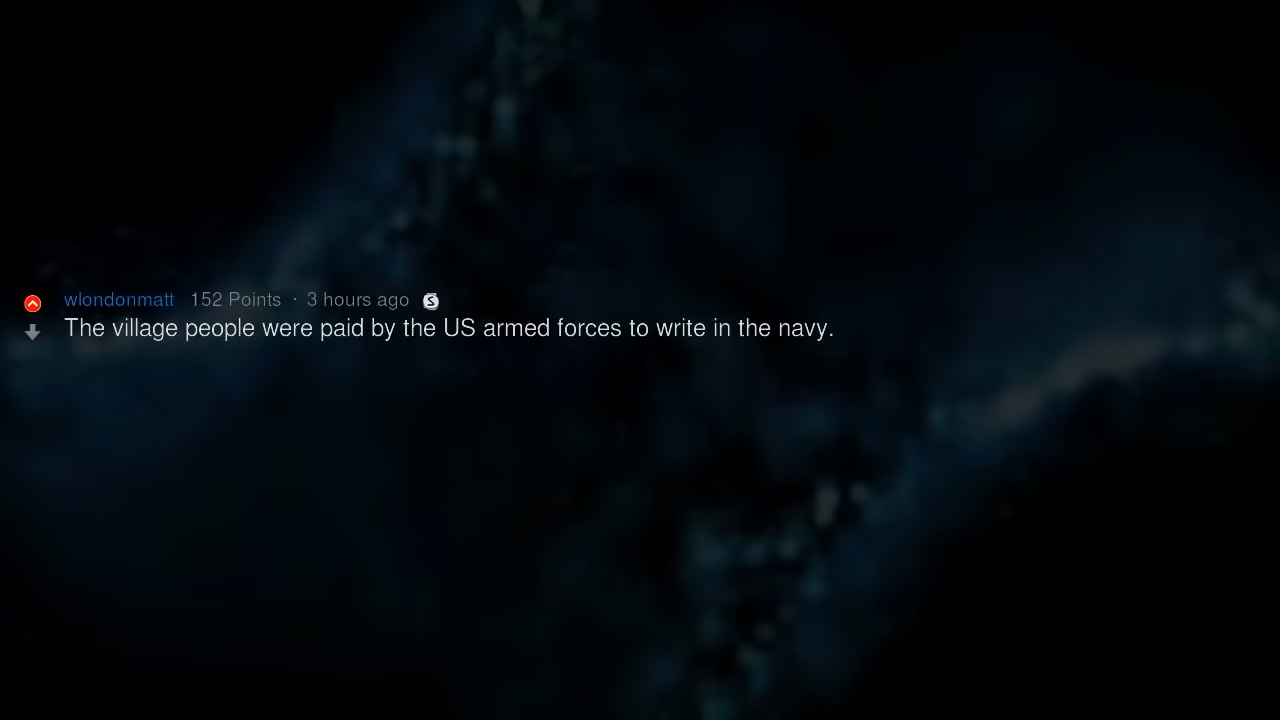 wlondonmatt 152 Points · 3 hours ago S
The village people were paid by the US armed forces to write in the navy.